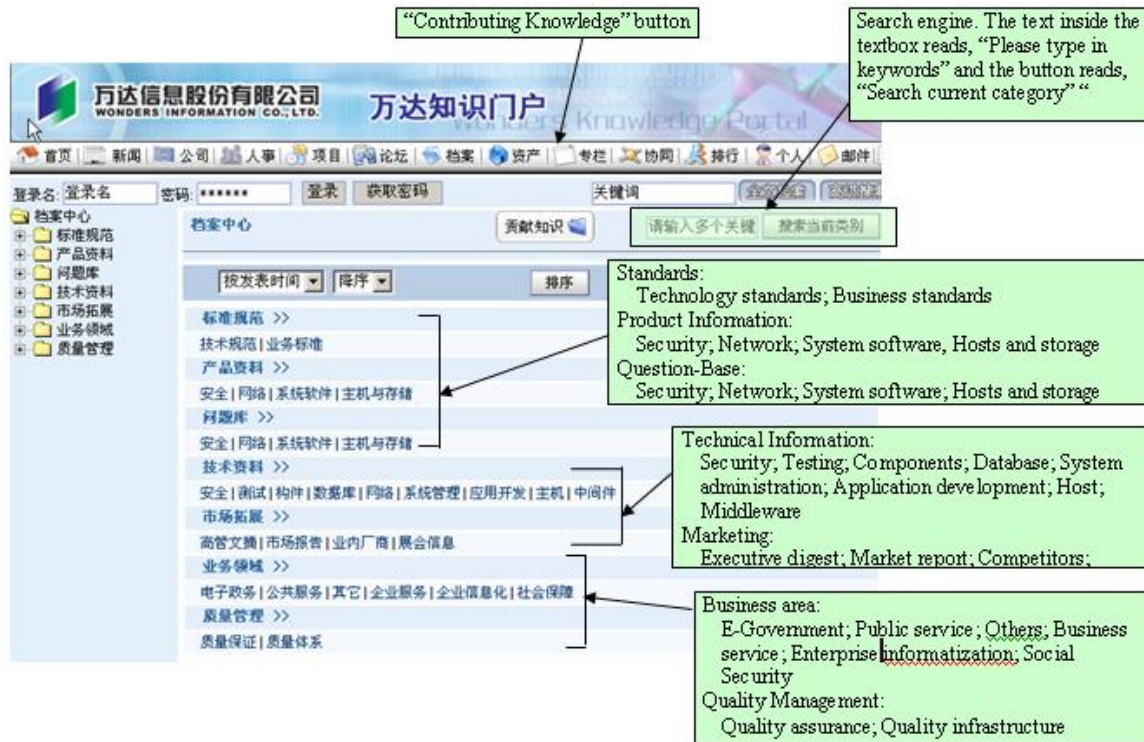 “Contributing Knowledge” button
Search engine. The text inside the
textbox reads, “Please type in
keywords” and the button reads,
“Search current category” “
万达信息股份有限公司
WONDERS INFORMATION CO.,LTD.
万达知识门户
Wonders Knowledge Portal
首页 | 新闻 | 公司 | 人事 | 项目 | 论坛 | 档案 | 资产 | 专栏 | 协同 | 排行 | 个人 | 邮件
登录名: 登录名 密码: ****** 登录 获取密码 关键词
档案中心
标准规范
产品资料
问题库
技术资料
市场拓展
业务领域
质量管理
档案中心 贡献知识 请输入多个关键 搜索当前类别
按发表时间 降序 排序
标准规范 >>
技术规范 | 业务标准
产品资料 >>
安全 | 网络 | 系统软件 | 主机与存储
问题库 >>
安全 | 网络 | 系统软件 | 主机与存储
技术资料 >>
安全 | 测试 | 构件 | 数据库 | 网络 | 系统管理 | 应用开发 | 主机 | 中间件
市场拓展 >>
高管文摘 | 市场报告 | 业内厂商 | 展会信息
业务领域 >>
电子政务 | 公共服务 | 其它 | 企业服务 | 企业信息化 | 社会保障
质量管理 >>
质量保证 | 质量体系
Standards:
Technology standards; Business standards
Product Information:
Security; Network; System software, Hosts and storage
Question-Base:
Security; Network; System software; Hosts and storage
Technical Information:
Security; Testing; Components; Database; System
administration; Application development; Host;
Middleware
Marketing:
Executive digest; Market report; Competitors;
Business area:
E-Government; Public service; Others; Business
service; Enterprise informatization; Social
Security
Quality Management:
Quality assurance; Quality infrastructure